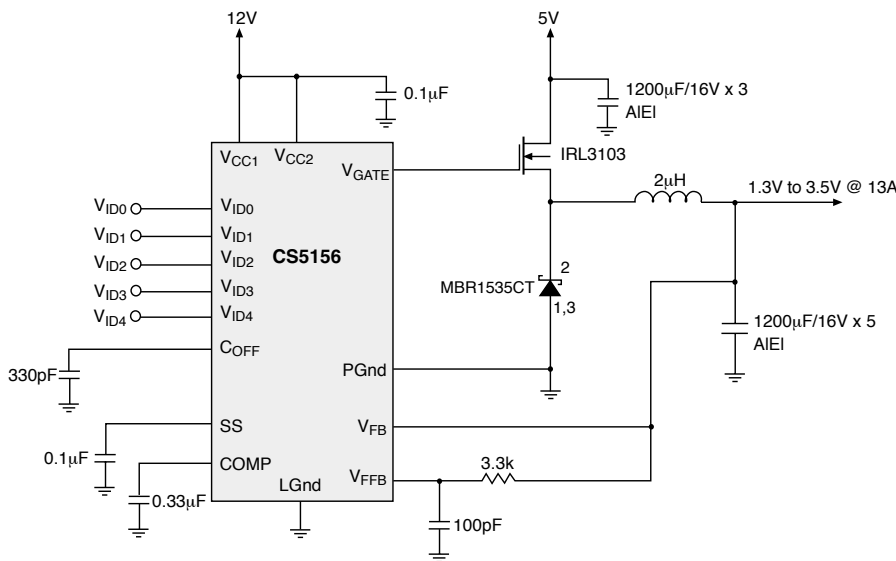 12V
5V
0.1μF
1200μF/16V x 3
AlEl
VCC1
VCC2
VGATE
IRL3103
2μH
1.3V to 3.5V @ 13A
VID0
VID0
VID1
VID1
CS5156
VID2
VID2
VID3
VID3
VID4
VID4
MBR1535CT
2
1,3
1200μF/16V x 5
AlEl
COFF
330pF
PGnd
SS
VFB
0.1μF
COMP
3.3k
VFFB
LGnd
0.33μF
100pF